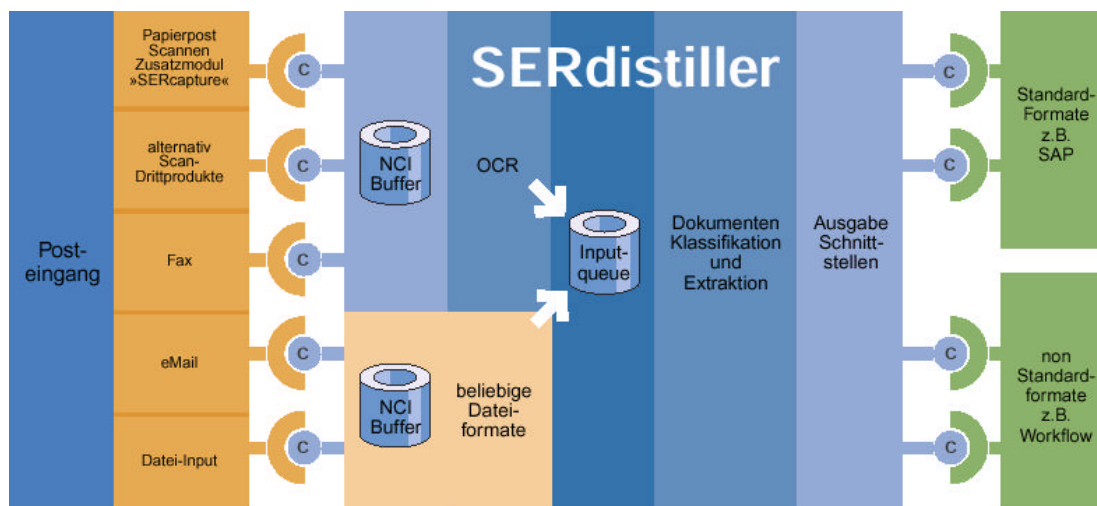 Post-
eingang
Papierpost
Scannen
Zusatzmodul
»SERcapture«
alternativ
Scan-
Drittprodukte
Fax
eMail
Datei-Input
C
C
C
C
C
SERdistiller
NCI
Buffer
OCR
NCI
Buffer
beliebige
Datei-
formate
Input-
queue
Dokumenten
Klassifikation
und
Extraktion
Ausgabe
Schnitt-
stellen
C
C
C
C
Standard-
Formate
z.B.
SAP
non
Standard-
formate
z.B.
Workflow